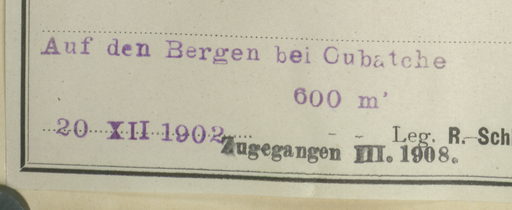 Auf den Bergen bei Cubatche
600 m'
20 XII 1902
Leg. R. Sch
Zugegangen III. 1908.